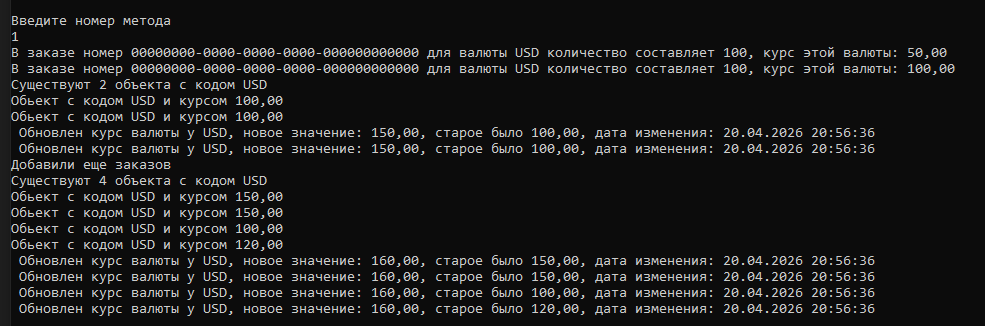 Введите номер метода
1
В заказе номер 00000000-0000-0000-0000-000000000000 для валюты USD количество составляет 100, курс этой валюты: 50,00
В заказе номер 00000000-0000-0000-0000-000000000000 для валюты USD количество составляет 100, курс этой валюты: 100,00
Существуют 2 объекта с кодом USD
Обьект с кодом USD и курсом 100,00
Обьект с кодом USD и курсом 100,00
Обновлен курс валюты у USD, новое значение: 150,00, старое было 100,00, дата изменения: 20.04.2026 20:56:36
Обновлен курс валюты у USD, новое значение: 150,00, старое было 100,00, дата изменения: 20.04.2026 20:56:36
Добавили еще заказов
Существуют 4 объекта с кодом USD
Обьект с кодом USD и курсом 150,00
Обьект с кодом USD и курсом 150,00
Обьект с кодом USD и курсом 100,00
Обьект с кодом USD и курсом 120,00
Обновлен курс валюты у USD, новое значение: 160,00, старое было 150,00, дата изменения: 20.04.2026 20:56:36
Обновлен курс валюты у USD, новое значение: 160,00, старое было 150,00, дата изменения: 20.04.2026 20:56:36
Обновлен курс валюты у USD, новое значение: 160,00, старое было 100,00, дата изменения: 20.04.2026 20:56:36
Обновлен курс валюты у USD, новое значение: 160,00, старое было 120,00, дата изменения: 20.04.2026 20:56:36